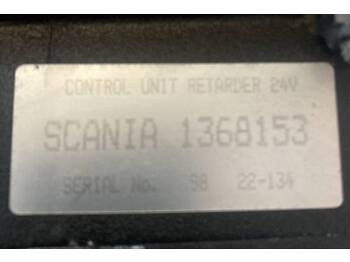 CONTROL UNIT RETARDER 24V
SCANIA 1368153
SERIAL No. 98 22-134